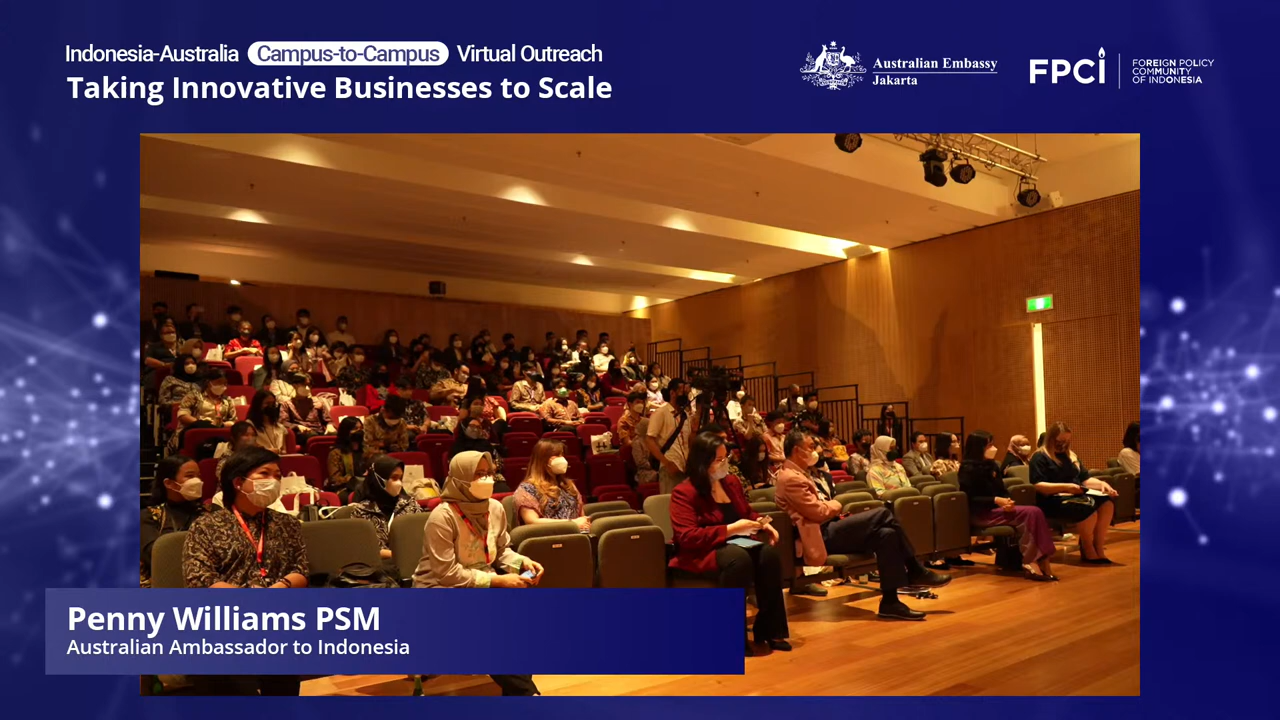 Indonesia-Australia Campus-to-Campus Virtual Outreach
Taking Innovative Businesses to Scale
Australian Embassy
Jakarta
FPCI
FOREIGN POLICY
COMMUNITY
OF INDONESIA
Penny Williams PSM
Australian Ambassador to Indonesia